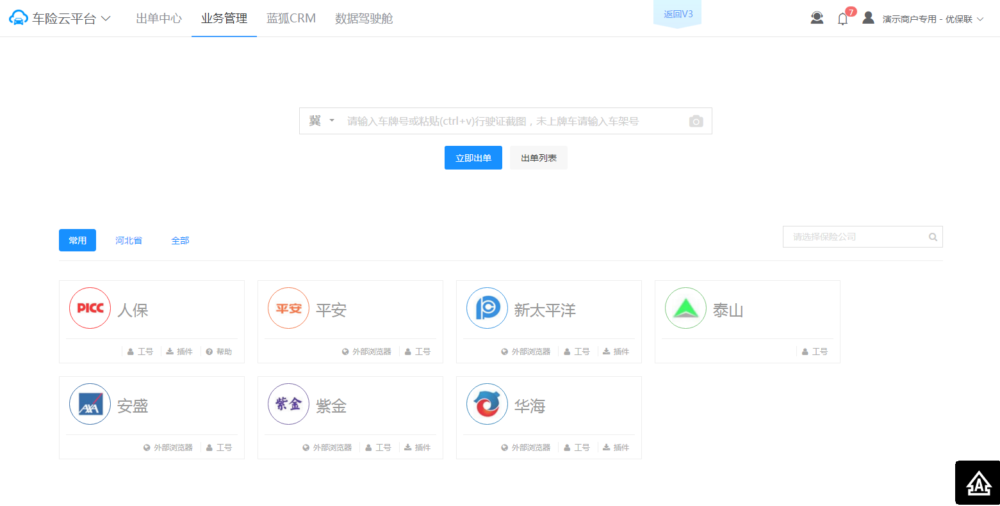 车险云平台 出单中心 业务管理 蓝狐CRM 数据驾驶舱 返回V3 7 演示商户专用 - 优保联
冀 请输入车牌号或粘贴(ctrl+v)行驶证截图，未上牌车请输入车架号
立即出单 出单列表
常用 河北省 全部 请选择保险公司
PICC 人保 平安 平安 新太平洋 泰山
工号 插件 帮助 外部浏览器 工号 外部浏览器 工号 插件 工号
AXA 安盛 紫金 紫金 华海
外部浏览器 工号 外部浏览器 工号 插件 外部浏览器 工号 插件
A